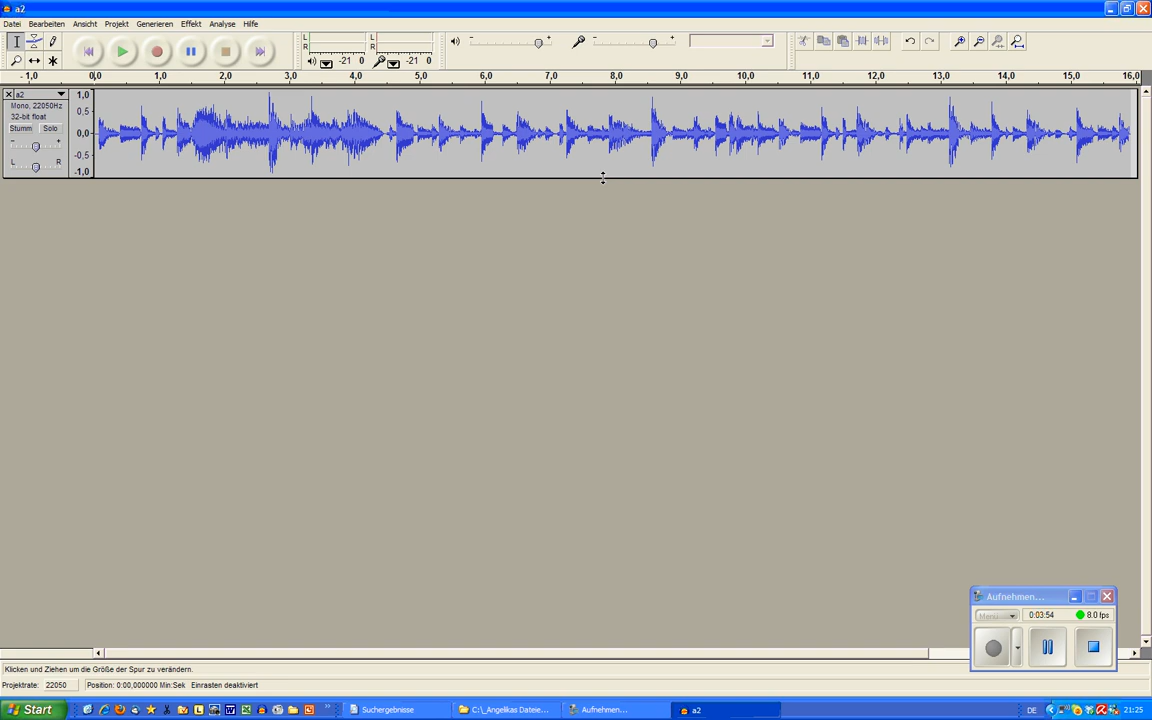 a2
Datei Bearbeiten Ansicht Projekt Generieren Effekt Analyse Hilfe
L R -21 0 L R -21 0
-1,0 0,0 1,0 2,0 3,0 4,0 5,0 6,0 7,0 8,0 9,0 10,0 11,0 12,0 13,0 14,0 15,0 16,0
a2
Mono, 22050Hz
32-bit float
Stumm Solo
- +
L R
1,0
0,5
0,0
-0,5
-1,0
Aufnehmen...
Menü 0:03:54 8.0 fps
Klicken und Ziehen um die Größe der Spur zu verändern.
Projektrate: 22050 Position: 0:00,000000 Min:Sek Einrasten deaktiviert
Start Suchergebnisse C:\_Angelikas Dateie... Aufnehmen... a2 DE 21:25